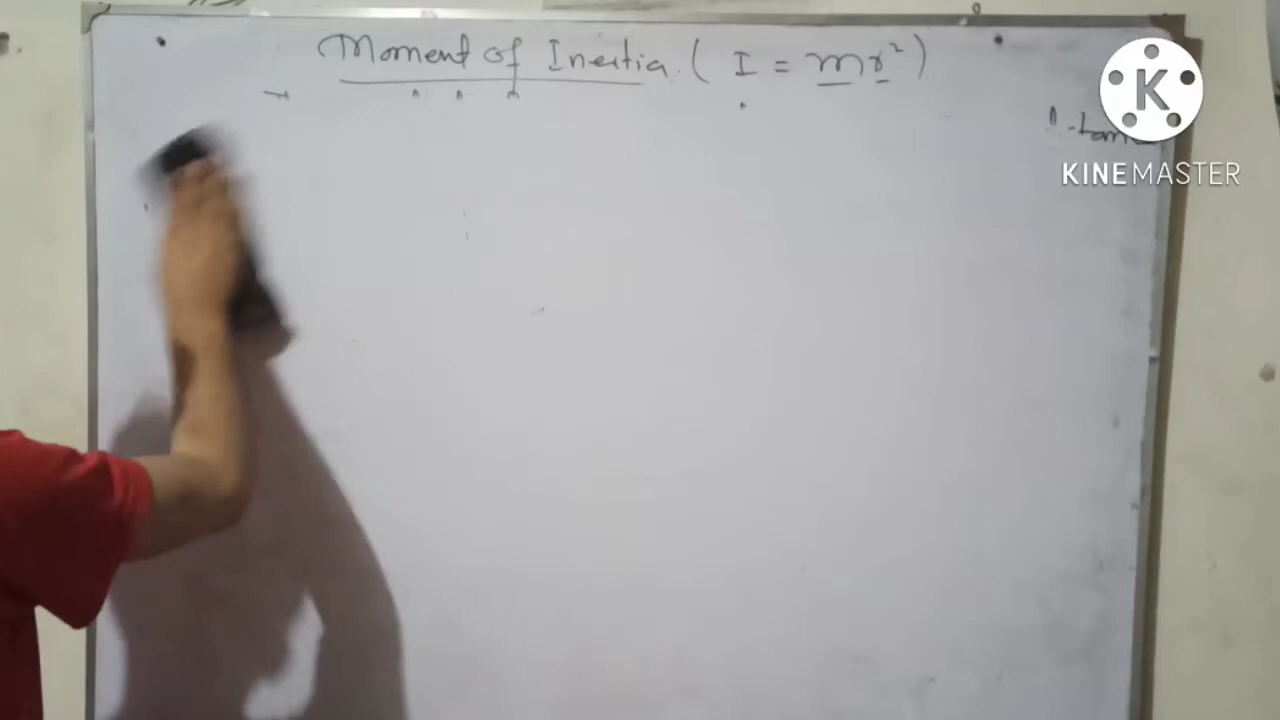 Moment of Inertia. ( I = mr² )
K
KINEMASTER